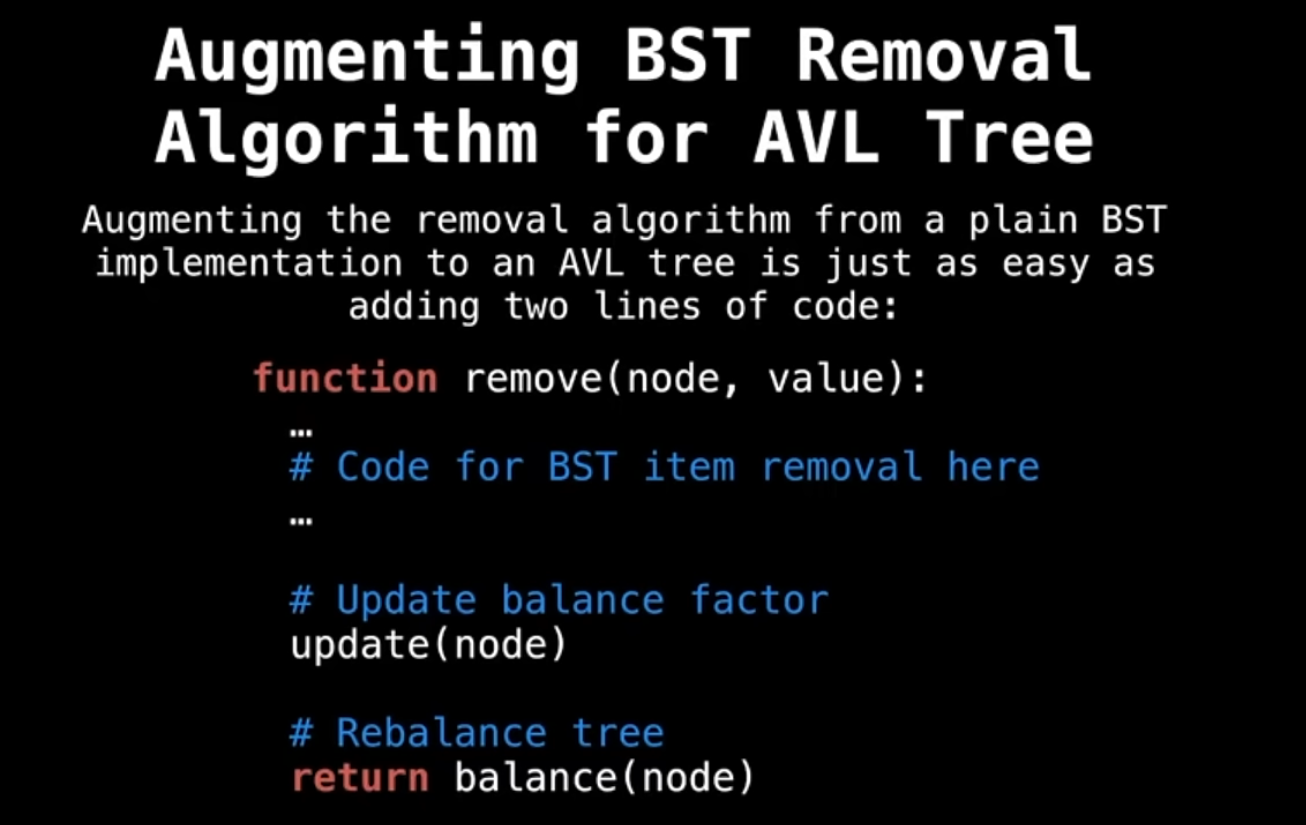 Augmenting BST Removal
Algorithm for AVL Tree
Augmenting the removal algorithm from a plain BST
implementation to an AVL tree is just as easy as
adding two lines of code:
function remove(node, value):
…
# Code for BST item removal here
…
# Update balance factor
update(node)
# Rebalance tree
return balance(node)